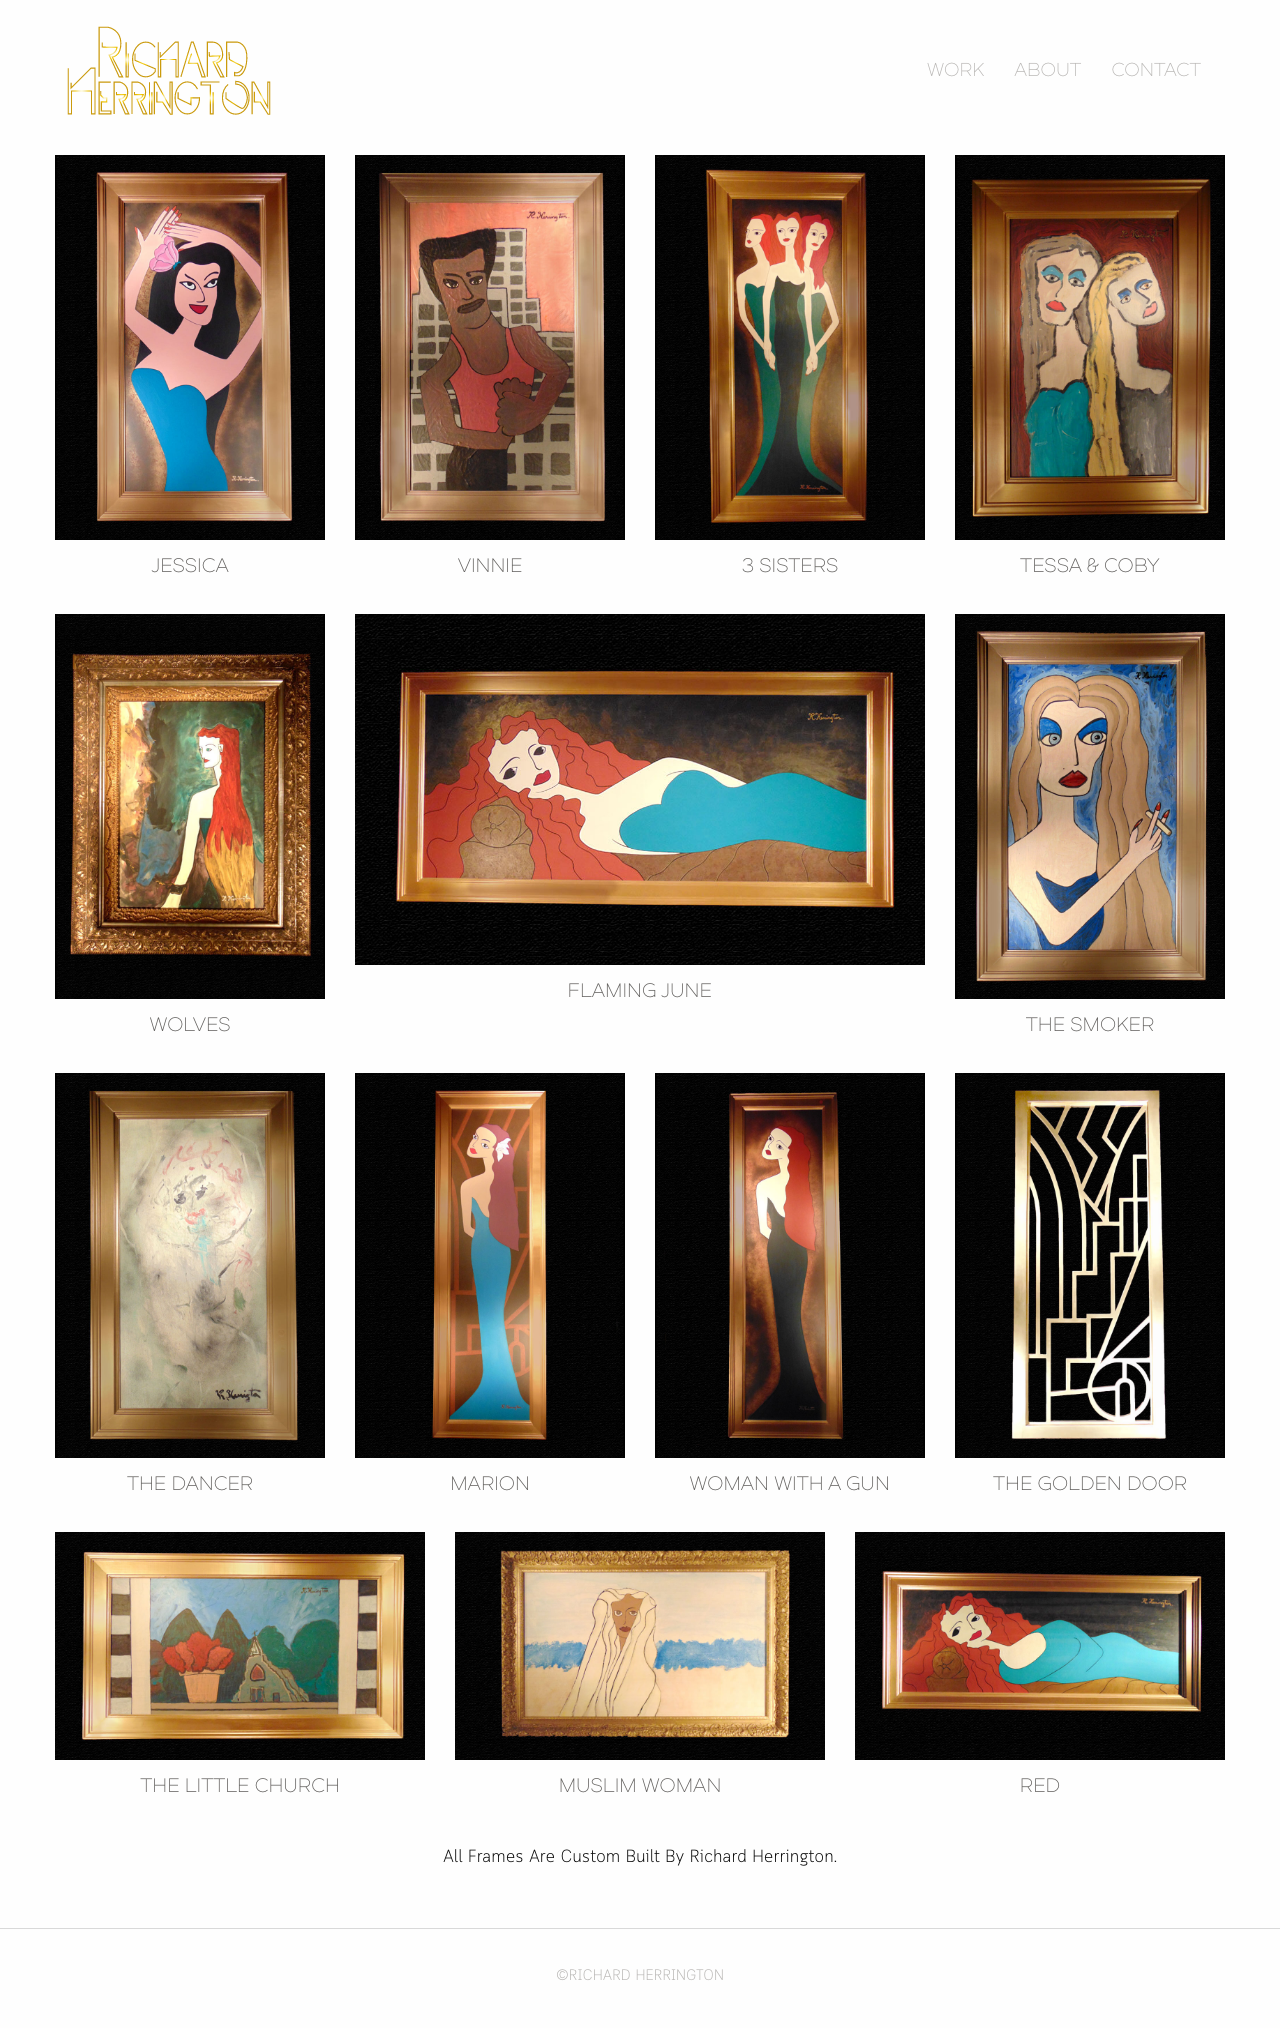 RICHARD
HERRINGTON
WORK ABOUT CONTACT
R. Herrington
JESSICA VINNIE 3 SISTERS TESSA & COBY
R. Herrington
WOLVES FLAMING JUNE THE SMOKER
THE DANCER MARION WOMAN WITH A GUN THE GOLDEN DOOR
THE LITTLE CHURCH MUSLIM WOMAN RED
All Frames Are Custom Built By Richard Herrington.
©RICHARD HERRINGTON